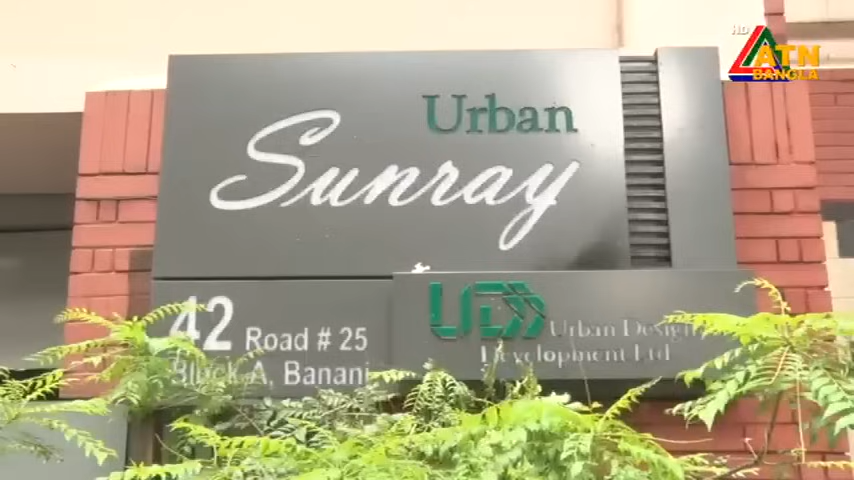 HD
ATN
BANGLA
Urban
Sunray
42 Road # 25
Block A, Banani
UDD
Urban Design
Development Ltd